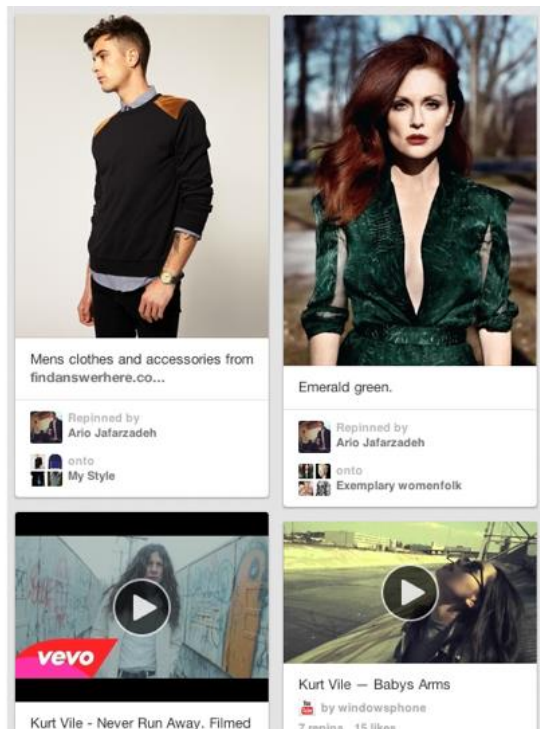 Mens clothes and accessories from
findanswerhere.co...
Repinned by
Ario Jafarzadeh
onto
My Style
Emerald green.
Repinned by
Ario Jafarzadeh
onto
Exemplary womenfolk
vevo
Kurt Vile - Never Run Away. Filmed
Kurt Vile — Babys Arms
You Tube
by windowsphone
7 repins 15 likes